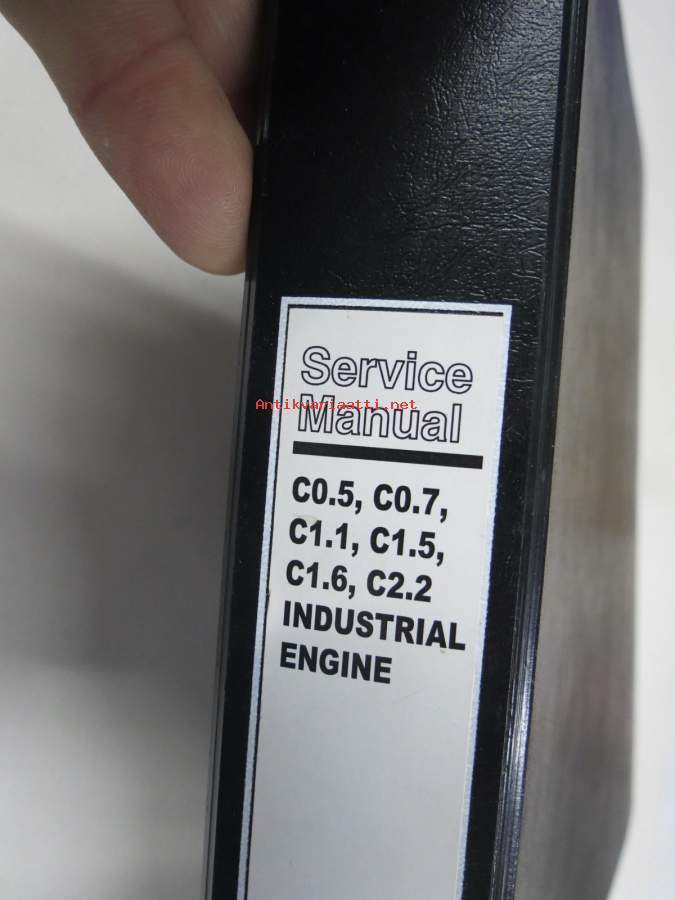 Service
Antikvariaatti.net
Manual
C0.5, C0.7,
C1.1, C1.5,
C1.6, C2.2
INDUSTRIAL
ENGINE